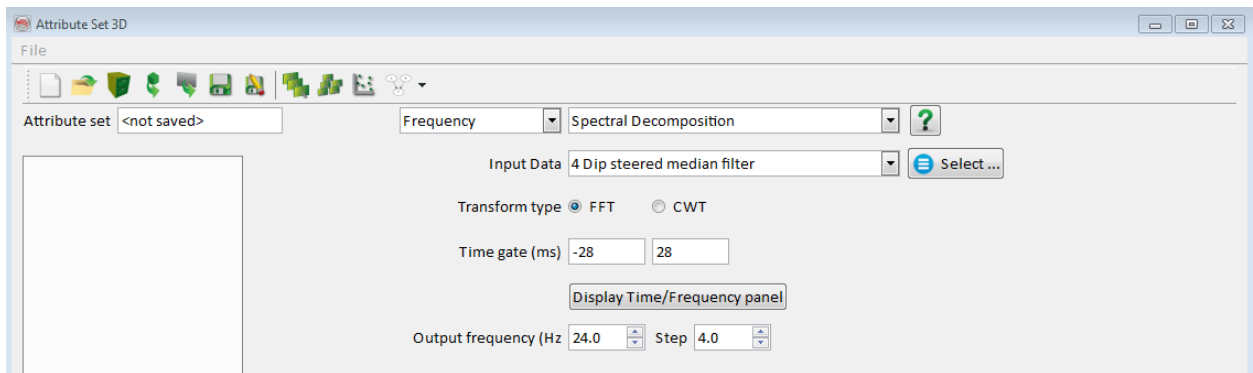 Attribute Set 3D
File
Attribute set <not saved> Frequency Spectral Decomposition ?
Input Data 4 Dip steered median filter Select ...
Transform type FFT CWT
Time gate (ms) -28 28
Display Time/Frequency panel
Output frequency (Hz 24.0 Step 4.0